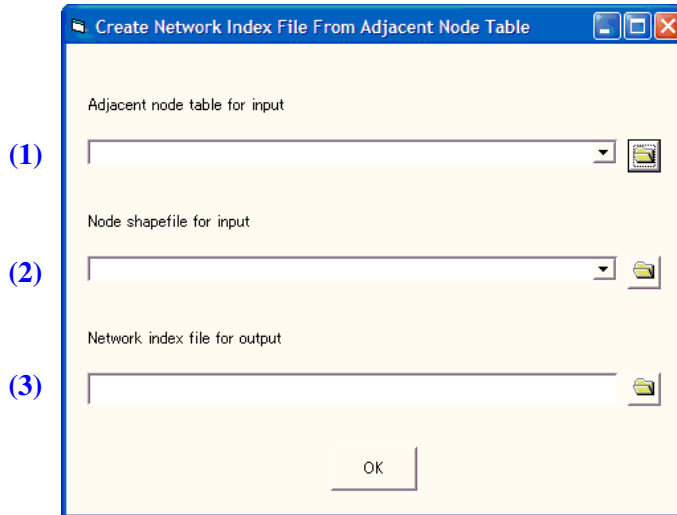 Create Network Index File From Adjacent Node Table
Adjacent node table for input
(1)
Node shapefile for input
(2)
Network index file for output
(3)
OK